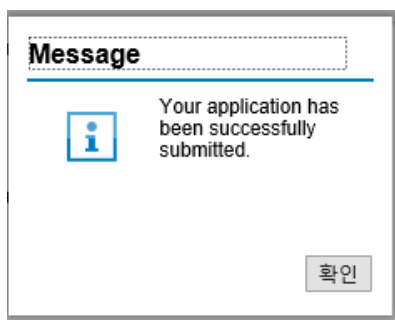 Message
Your application has
been successfully
submitted.
확인